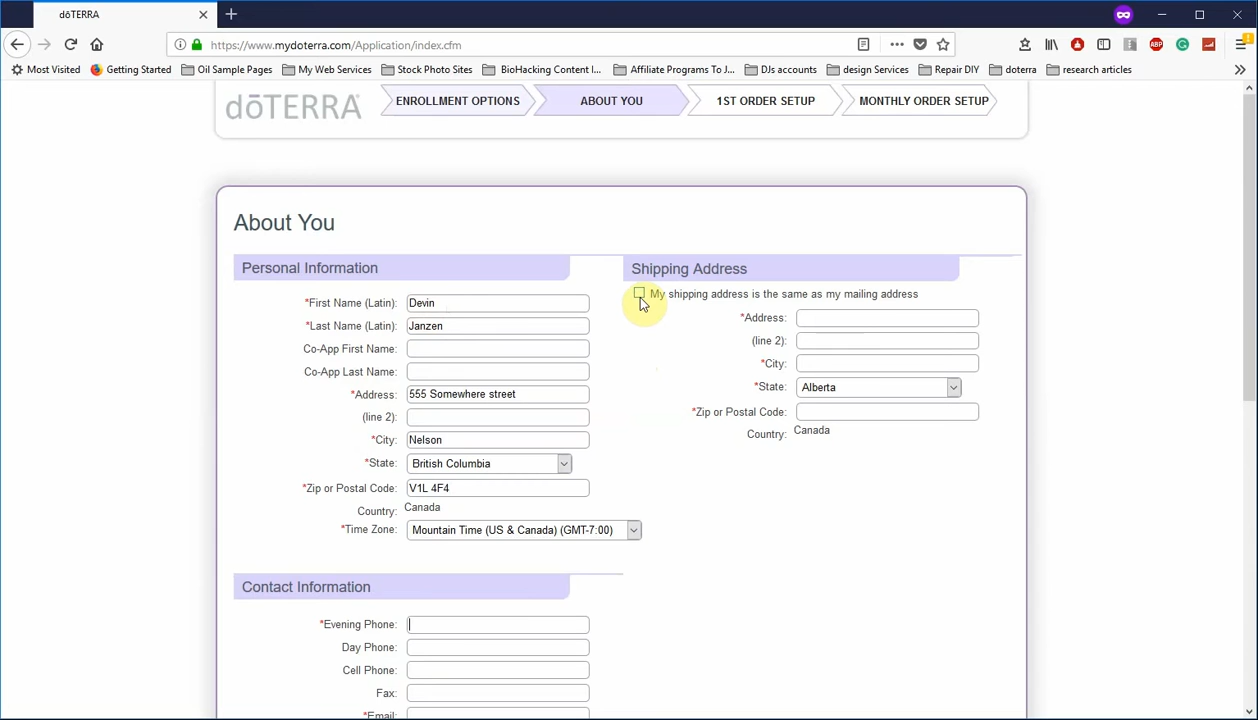 dōTERRA
https://www.mydoterra.com/Application/index.cfm
Most Visited Getting Started Oil Sample Pages My Web Services Stock Photo Sites BioHacking Content I... Affiliate Programs To J... DJs accounts design Services Repair DIY doterra research articles
dōTERRA ENROLLMENT OPTIONS ABOUT YOU 1ST ORDER SETUP MONTHLY ORDER SETUP
About You
Personal Information
*First Name (Latin): Devin
*Last Name (Latin): Janzen
Co-App First Name:
Co-App Last Name:
*Address: 555 Somewhere street
(line 2):
*City: Nelson
*State: British Columbia
*Zip or Postal Code: V1L 4F4
Country: Canada
*Time Zone: Mountain Time (US & Canada) (GMT-7:00)
Shipping Address
My shipping address is the same as my mailing address
*Address:
(line 2):
*City:
*State: Alberta
*Zip or Postal Code:
Country: Canada
Contact Information
*Evening Phone:
Day Phone:
Cell Phone:
Fax:
*Email: